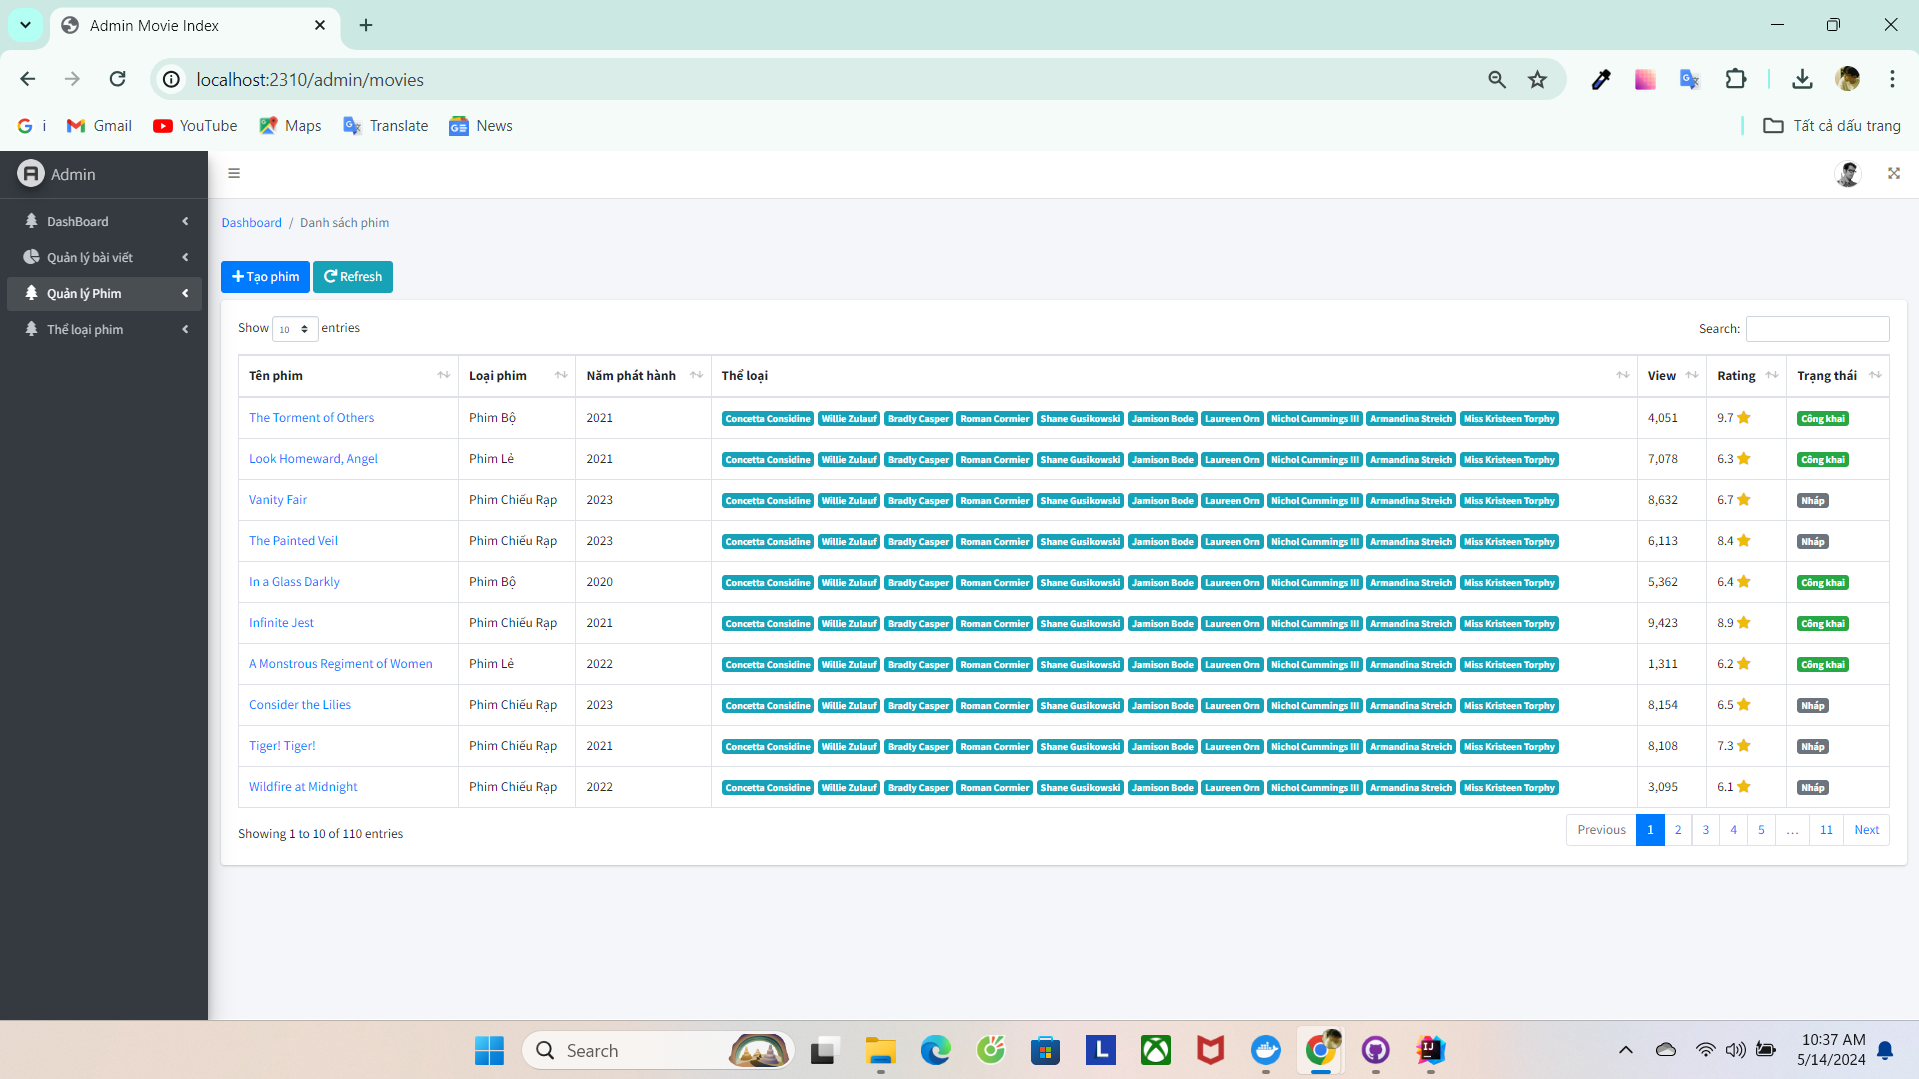 Admin Movie Index
localhost:2310/admin/movies
i Gmail YouTube Maps Translate News Tất cả dấu trang
Admin
DashBoard
Quản lý bài viết
Quản lý Phim
Thể loại phim
Dashboard / Danh sách phim
Tạo phim Refresh
Show 10 entries Search:
Tên phim Loại phim Năm phát hành Thể loại View Rating Trạng thái
The Torment of Others Phim Bộ 2021 Concetta Considine Willie Zulauf Bradly Casper Roman Cormier Shane Gusikowski Jamison Bode Laureen Orn Nichol Cummings III Armandina Streich Miss Kristeen Torphy 4,051 9.7 Công khai
Look Homeward, Angel Phim Lẻ 2021 Concetta Considine Willie Zulauf Bradly Casper Roman Cormier Shane Gusikowski Jamison Bode Laureen Orn Nichol Cummings III Armandina Streich Miss Kristeen Torphy 7,078 6.3 Công khai
Vanity Fair Phim Chiếu Rạp 2023 Concetta Considine Willie Zulauf Bradly Casper Roman Cormier Shane Gusikowski Jamison Bode Laureen Orn Nichol Cummings III Armandina Streich Miss Kristeen Torphy 8,632 6.7 Nháp
The Painted Veil Phim Chiếu Rạp 2023 Concetta Considine Willie Zulauf Bradly Casper Roman Cormier Shane Gusikowski Jamison Bode Laureen Orn Nichol Cummings III Armandina Streich Miss Kristeen Torphy 6,113 8.4 Nháp
In a Glass Darkly Phim Bộ 2020 Concetta Considine Willie Zulauf Bradly Casper Roman Cormier Shane Gusikowski Jamison Bode Laureen Orn Nichol Cummings III Armandina Streich Miss Kristeen Torphy 5,362 6.4 Công khai
Infinite Jest Phim Chiếu Rạp 2021 Concetta Considine Willie Zulauf Bradly Casper Roman Cormier Shane Gusikowski Jamison Bode Laureen Orn Nichol Cummings III Armandina Streich Miss Kristeen Torphy 9,423 8.9 Công khai
A Monstrous Regiment of Women Phim Lẻ 2022 Concetta Considine Willie Zulauf Bradly Casper Roman Cormier Shane Gusikowski Jamison Bode Laureen Orn Nichol Cummings III Armandina Streich Miss Kristeen Torphy 1,311 6.2 Công khai
Consider the Lilies Phim Chiếu Rạp 2023 Concetta Considine Willie Zulauf Bradly Casper Roman Cormier Shane Gusikowski Jamison Bode Laureen Orn Nichol Cummings III Armandina Streich Miss Kristeen Torphy 8,154 6.5 Nháp
Tiger! Tiger! Phim Chiếu Rạp 2021 Concetta Considine Willie Zulauf Bradly Casper Roman Cormier Shane Gusikowski Jamison Bode Laureen Orn Nichol Cummings III Armandina Streich Miss Kristeen Torphy 8,108 7.3 Nháp
Wildfire at Midnight Phim Chiếu Rạp 2022 Concetta Considine Willie Zulauf Bradly Casper Roman Cormier Shane Gusikowski Jamison Bode Laureen Orn Nichol Cummings III Armandina Streich Miss Kristeen Torphy 3,095 6.1 Nháp
Showing 1 to 10 of 110 entries Previous 1 2 3 4 5 … 11 Next
Search
10:37 AM
5/14/2024